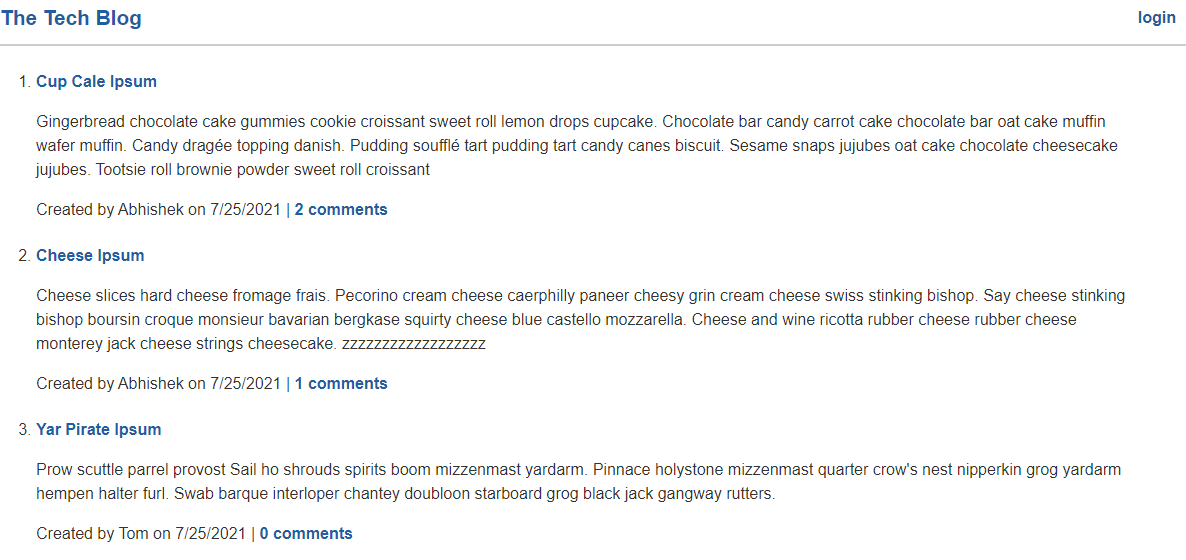 The Tech Blog
login
1. Cup Cale Ipsum
Gingerbread chocolate cake gummies cookie croissant sweet roll lemon drops cupcake. Chocolate bar candy carrot cake chocolate bar oat cake muffin
wafer muffin. Candy dragée topping danish. Pudding soufflé tart pudding tart candy canes biscuit. Sesame snaps jujubes oat cake chocolate cheesecake
jujubes. Tootsie roll brownie powder sweet roll croissant
Created by Abhishek on 7/25/2021 | 2 comments
2. Cheese Ipsum
Cheese slices hard cheese fromage frais. Pecorino cream cheese caerphilly paneer cheesy grin cream cheese swiss stinking bishop. Say cheese stinking
bishop boursin croque monsieur bavarian bergkase squirty cheese blue castello mozzarella. Cheese and wine ricotta rubber cheese rubber cheese
monterey jack cheese strings cheesecake. zzzzzzzzzzzzzzzzzz
Created by Abhishek on 7/25/2021 | 1 comments
3. Yar Pirate Ipsum
Prow scuttle parrel provost Sail ho shrouds spirits boom mizzenmast yardarm. Pinnace holystone mizzenmast quarter crow's nest nipperkin grog yardarm
hempen halter furl. Swab barque interloper chantey doubloon starboard grog black jack gangway rutters.
Created by Tom on 7/25/2021 | 0 comments